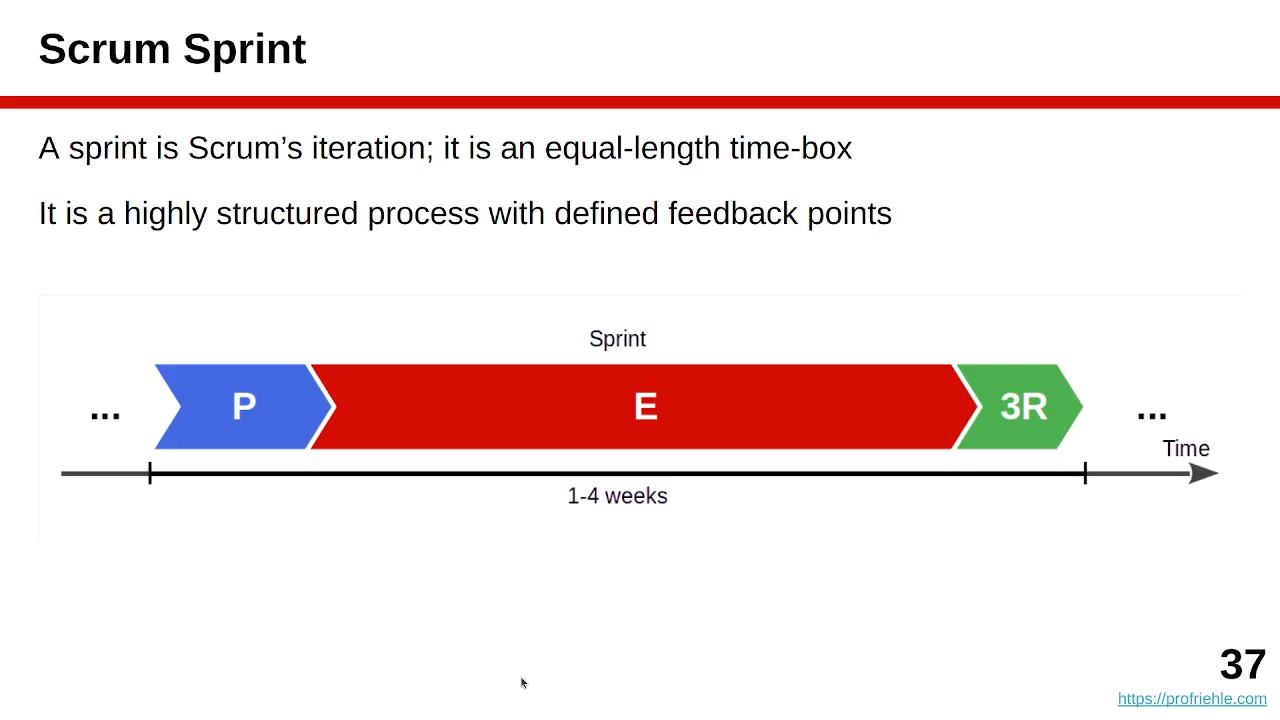 Scrum Sprint
A sprint is Scrum’s iteration; it is an equal-length time-box
It is a highly structured process with defined feedback points
Sprint
... P E 3R ...
Time
1-4 weeks
37
https://profriehle.com